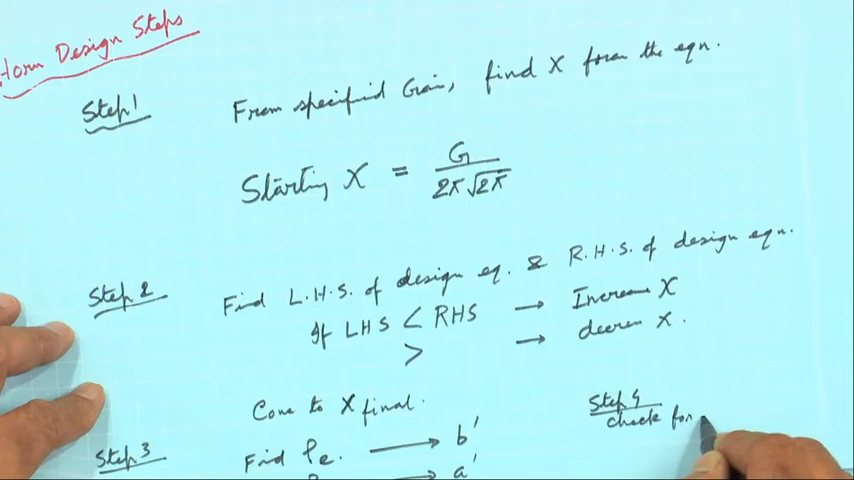 Horn Design Steps
Step 1 From specified Gain, find X from the eqn.
Starting X = G / 2π√2π
Step 2 Find L.H.S. of design eq. & R.H.S. of design eqn.
If LHS < RHS → Increase X
> → decrea X.
Come to X final.
Step 3 Find ρe. → b'
→ a'
Step 4
check for